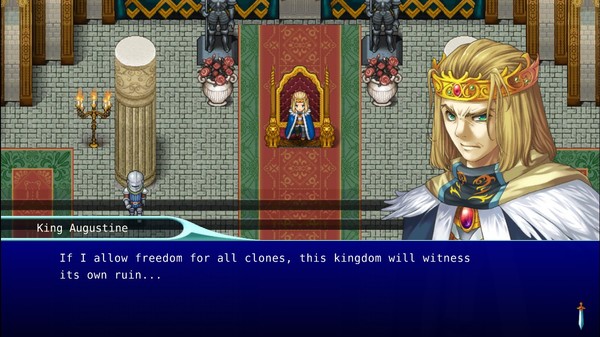 King Augustine
If I allow freedom for all clones, this kingdom will witness
its own ruin...